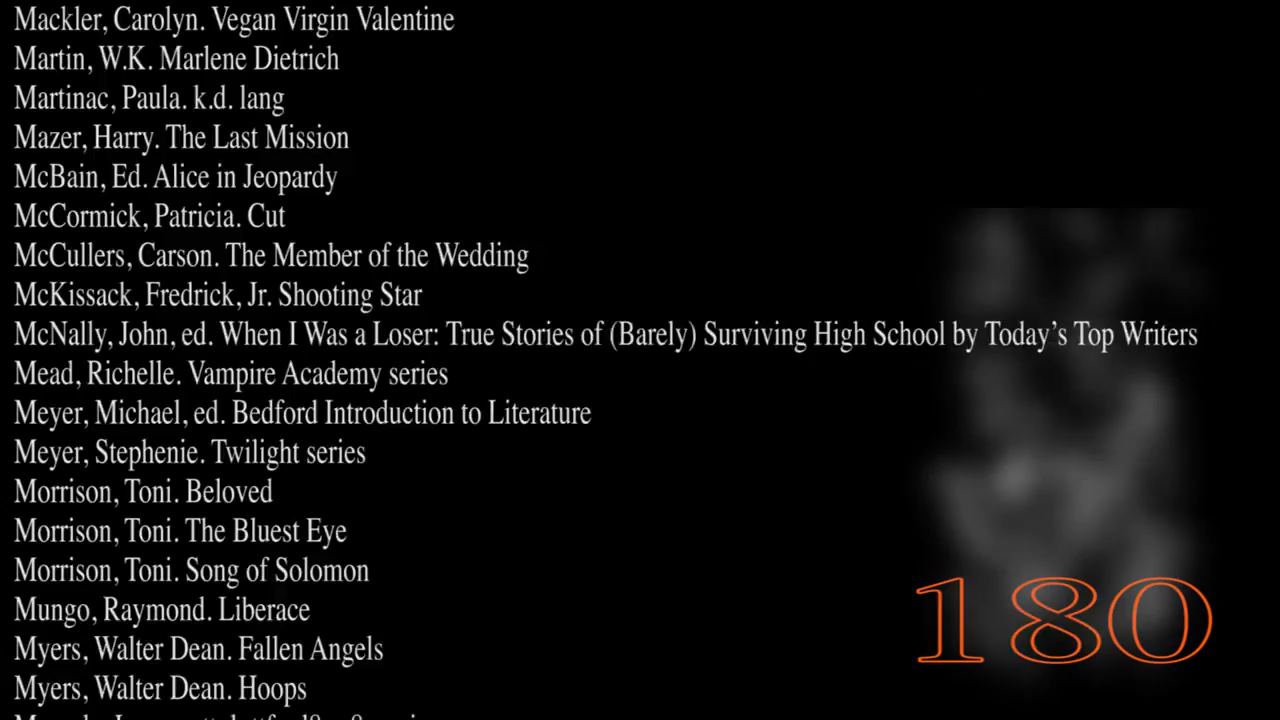 Mackler, Carolyn. Vegan Virgin Valentine
Martin, W.K. Marlene Dietrich
Martinac, Paula. k.d. lang
Mazer, Harry. The Last Mission
McBain, Ed. Alice in Jeopardy
McCormick, Patricia. Cut
McCullers, Carson. The Member of the Wedding
McKissack, Fredrick, Jr. Shooting Star
McNally, John, ed. When I Was a Loser: True Stories of (Barely) Surviving High School by Today’s Top Writers
Mead, Richelle. Vampire Academy series
Meyer, Michael, ed. Bedford Introduction to Literature
Meyer, Stephenie. Twilight series
Morrison, Toni. Beloved
Morrison, Toni. The Bluest Eye
Morrison, Toni. Song of Solomon
Mungo, Raymond. Liberace
Myers, Walter Dean. Fallen Angels
Myers, Walter Dean. Hoops
180